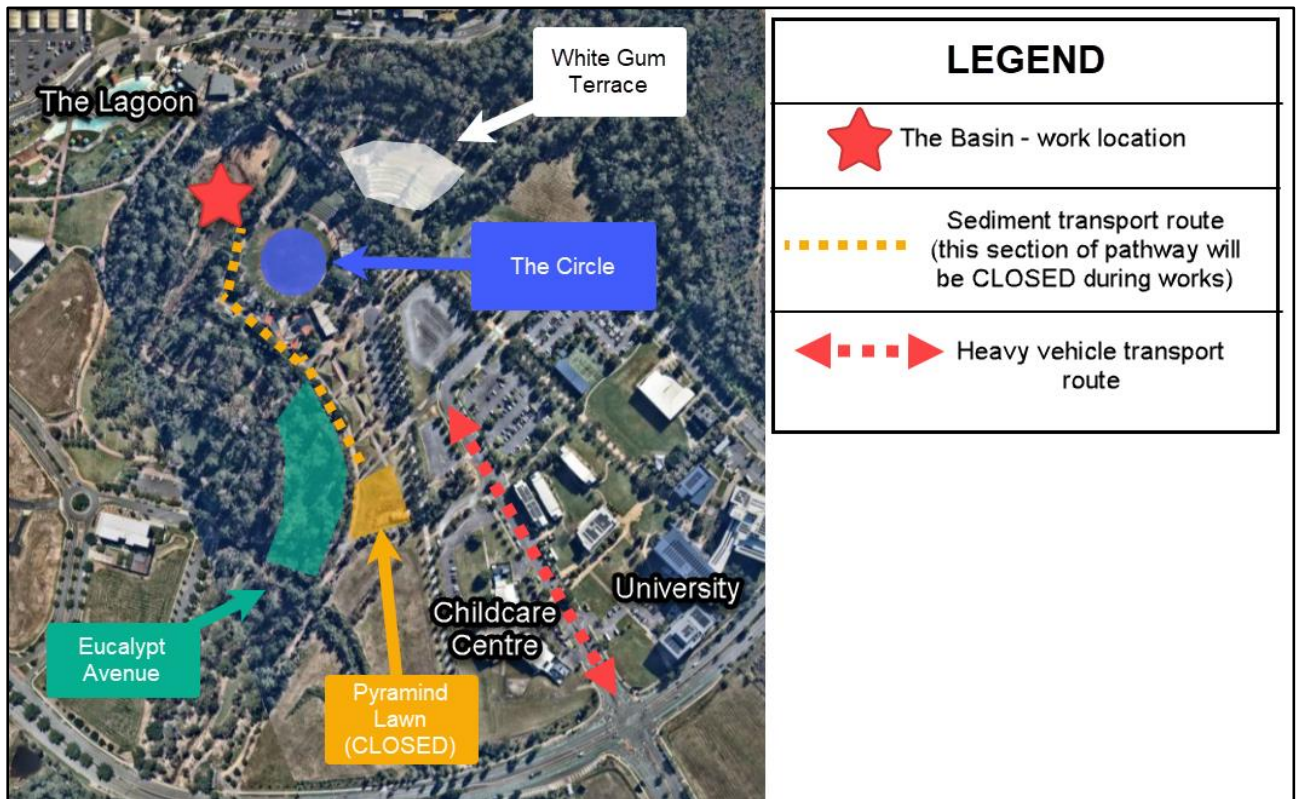 The Lagoon
White Gum
Terrace
The Circle
Eucalypt
Avenue
Pyramind
Lawn
(CLOSED)
Childcare
Centre
University
LEGEND
The Basin - work location
Sediment transport route
(this section of pathway will
be CLOSED during works)
Heavy vehicle transport
route